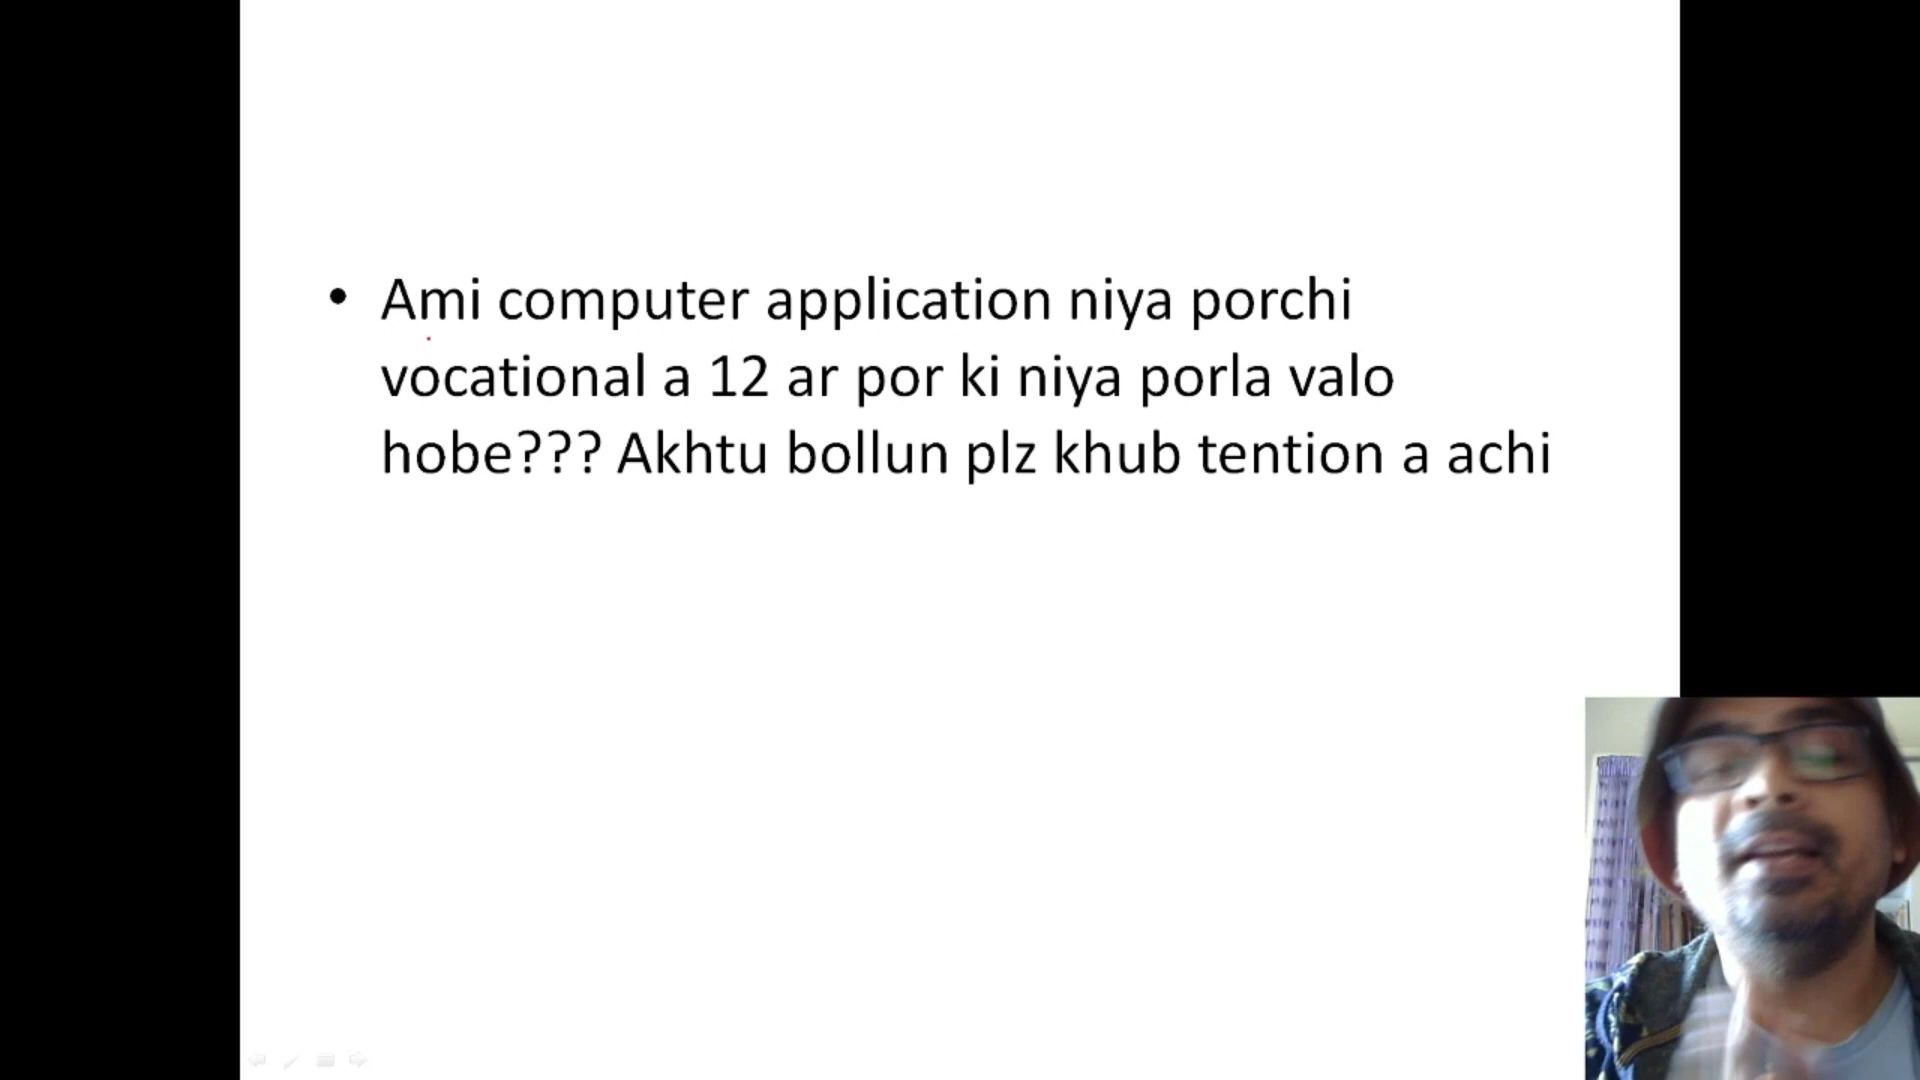 • Ami computer application niya porchi
vocational a 12 ar por ki niya porla valo
hobe??? Akhtu bollun plz khub tention a achi